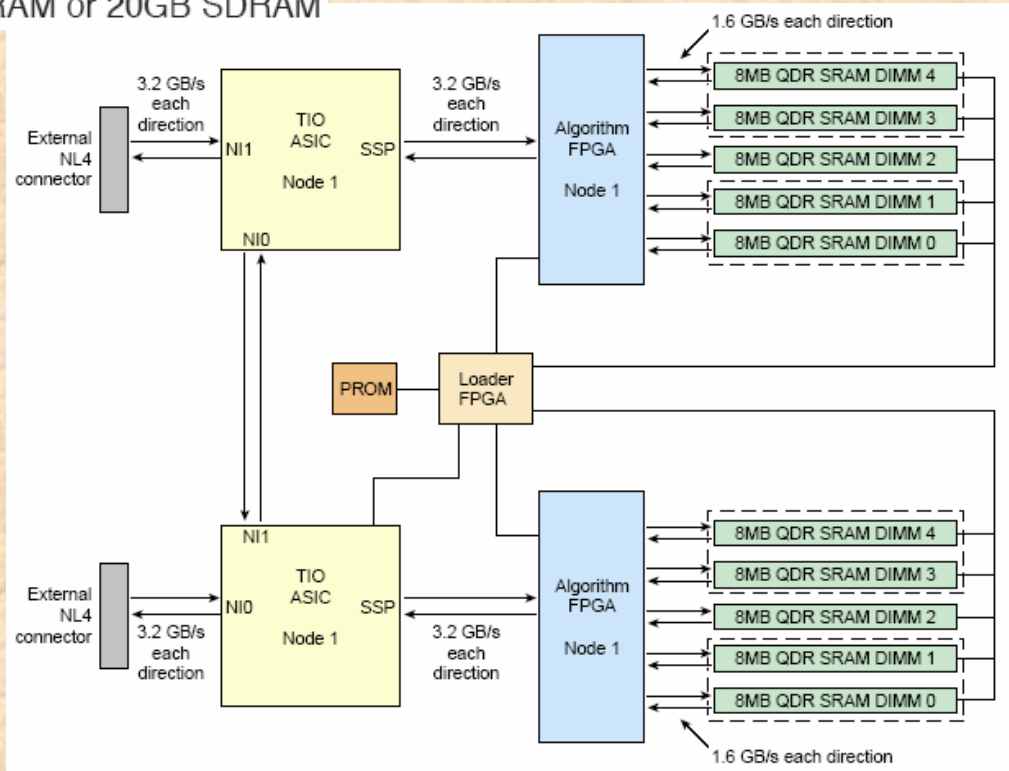 RAM or 20GB SDRAM
1.6 GB/s each direction
3.2 GB/s
each
direction
External
NL4
connector
NI1
TIO
ASIC
Node 1
SSP
NI0
3.2 GB/s
each
direction
Algorithm
FPGA
Node 1
8MB QDR SRAM DIMM 4
8MB QDR SRAM DIMM 3
8MB QDR SRAM DIMM 2
8MB QDR SRAM DIMM 1
8MB QDR SRAM DIMM 0
PROM
Loader
FPGA
External
NL4
connector
3.2 GB/s
each
direction
NI1
NI0
TIO
ASIC
Node 1
SSP
3.2 GB/s
each
direction
Algorithm
FPGA
Node 1
8MB QDR SRAM DIMM 4
8MB QDR SRAM DIMM 3
8MB QDR SRAM DIMM 2
8MB QDR SRAM DIMM 1
8MB QDR SRAM DIMM 0
1.6 GB/s each direction